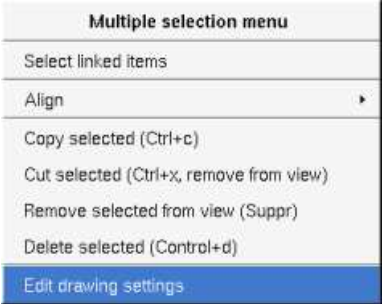 Multiple selection menu
Select linked items
Align
Copy selected (Ctrl+c)
Cut selected (Ctrl+x, remove from view)
Remove selected from view (Suppr)
Delete selected (Control+d)
Edit drawing settings